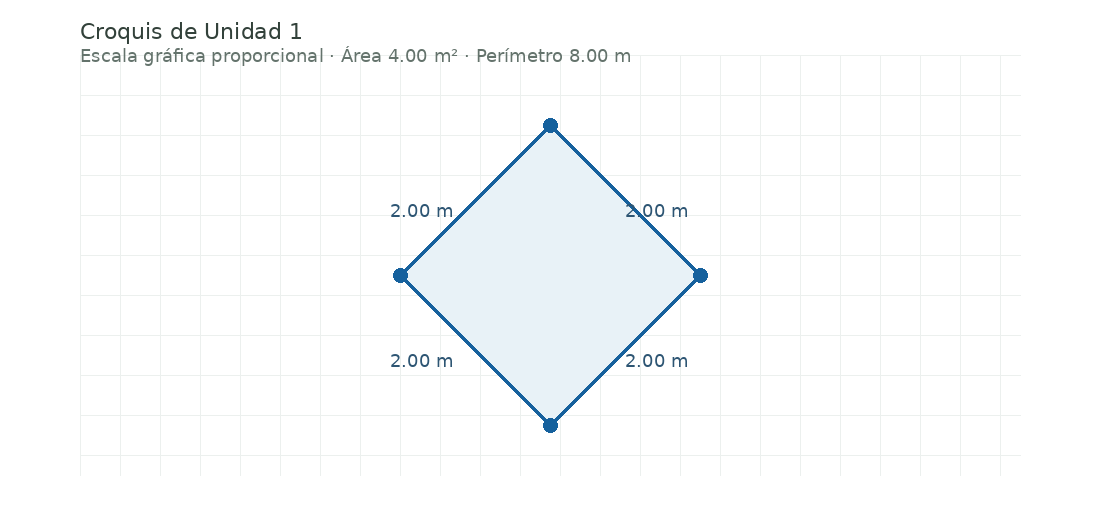 Croquis de Unidad 1
Escala gráfica proporcional · Área 4.00 m² · Perímetro 8.00 m
2.00 m
2.00 m
2.00 m
2.00 m